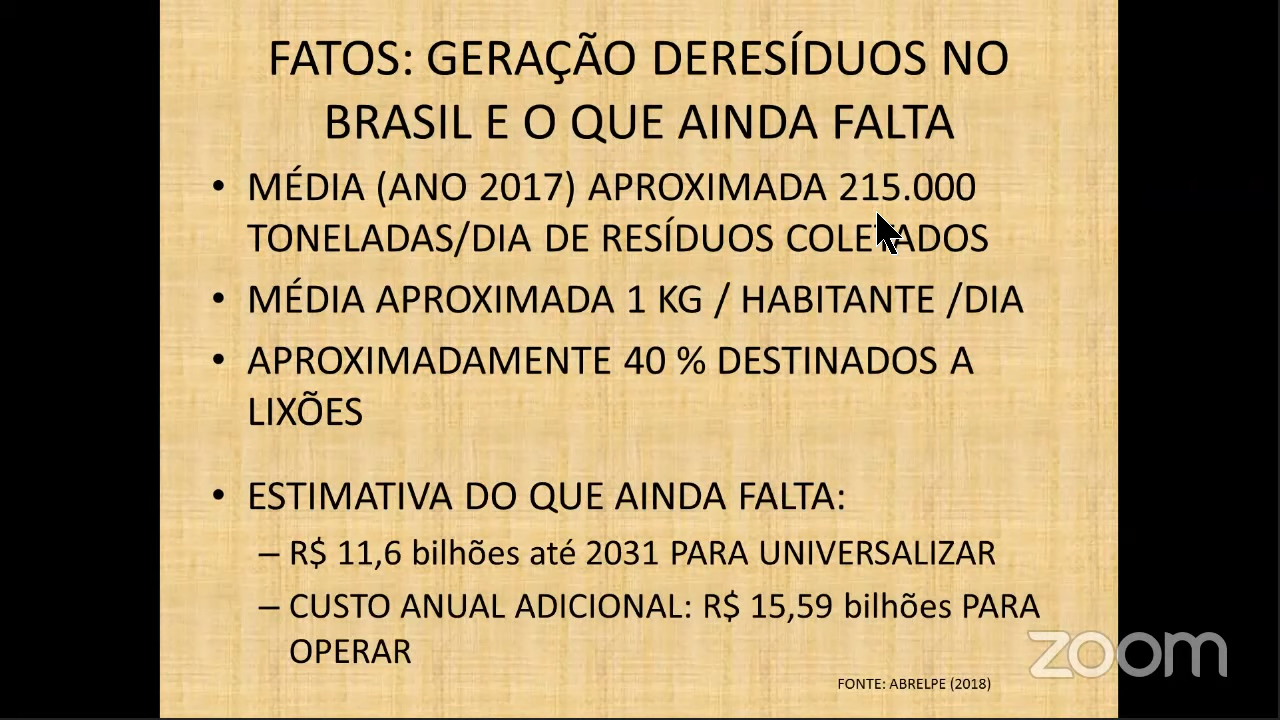 FATOS: GERAÇÃO DERESÍDUOS NO
BRASIL E O QUE AINDA FALTA
• MÉDIA (ANO 2017) APROXIMADA 215.000
TONELADAS/DIA DE RESÍDUOS COLETADOS
• MÉDIA APROXIMADA 1 KG / HABITANTE /DIA
• APROXIMADAMENTE 40 % DESTINADOS A
LIXÕES
• ESTIMATIVA DO QUE AINDA FALTA:
– R$ 11,6 bilhões até 2031 PARA UNIVERSALIZAR
– CUSTO ANUAL ADICIONAL: R$ 15,59 bilhões PARA
OPERAR
zoom
FONTE: ABRELPE (2018)